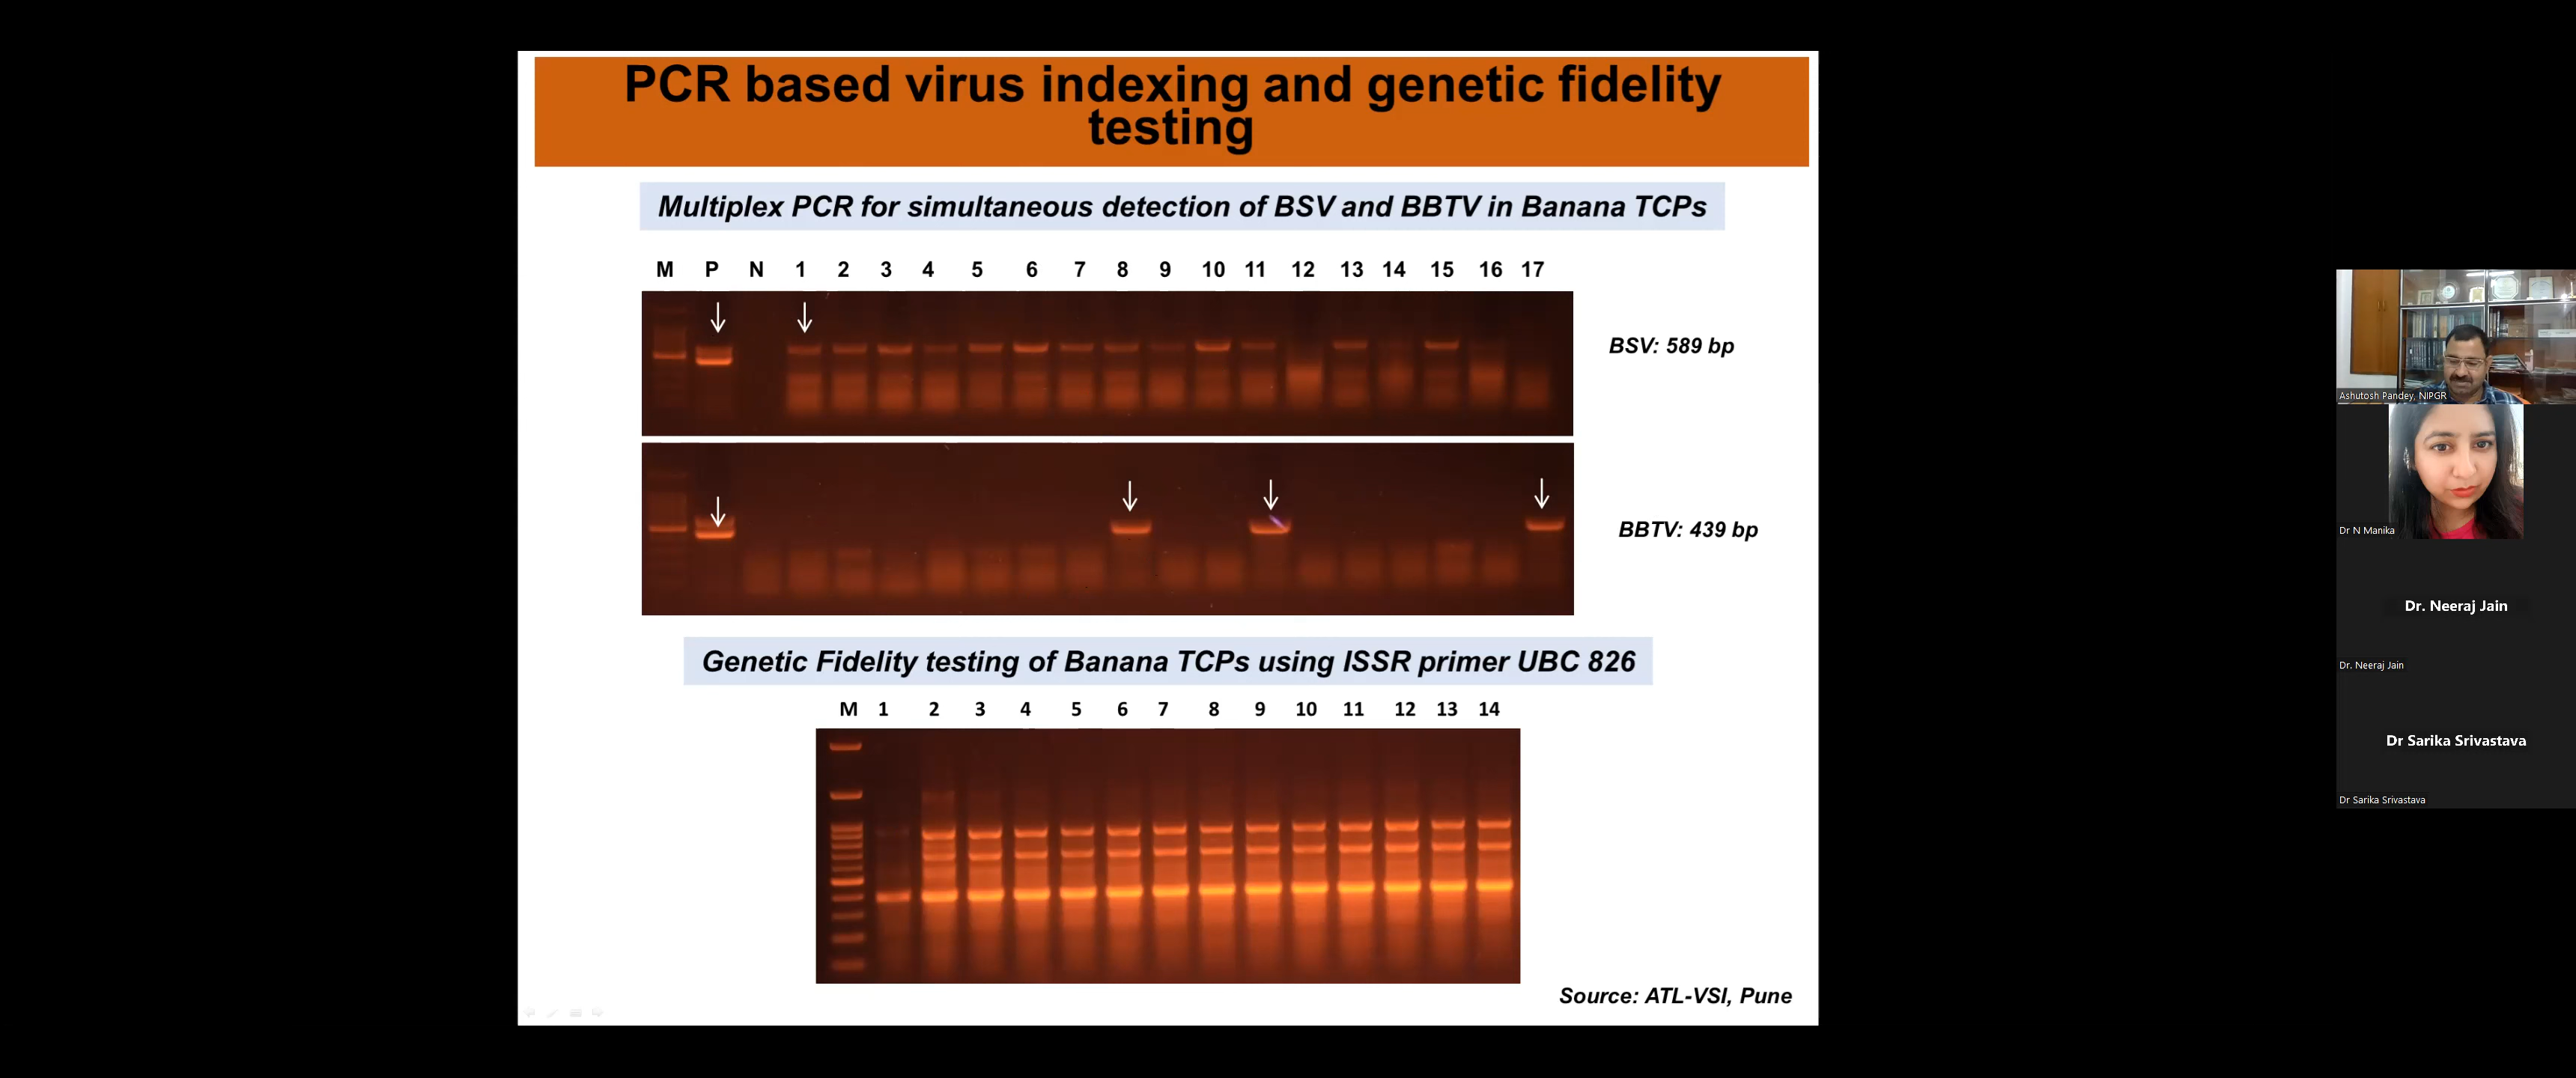 PCR based virus indexing and genetic fidelity
testing
Multiplex PCR for simultaneous detection of BSV and BBTV in Banana TCPs
M P N 1 2 3 4 5 6 7 8 9 10 11 12 13 14 15 16 17
BSV: 589 bp
BBTV: 439 bp
Genetic Fidelity testing of Banana TCPs using ISSR primer UBC 826
M 1 2 3 4 5 6 7 8 9 10 11 12 13 14
Source: ATL-VSI, Pune
Ashutosh Pandey, NIPGR
Dr N Manika
Dr. Neeraj Jain
Dr. Neeraj Jain
Dr Sarika Srivastava
Dr Sarika Srivastava